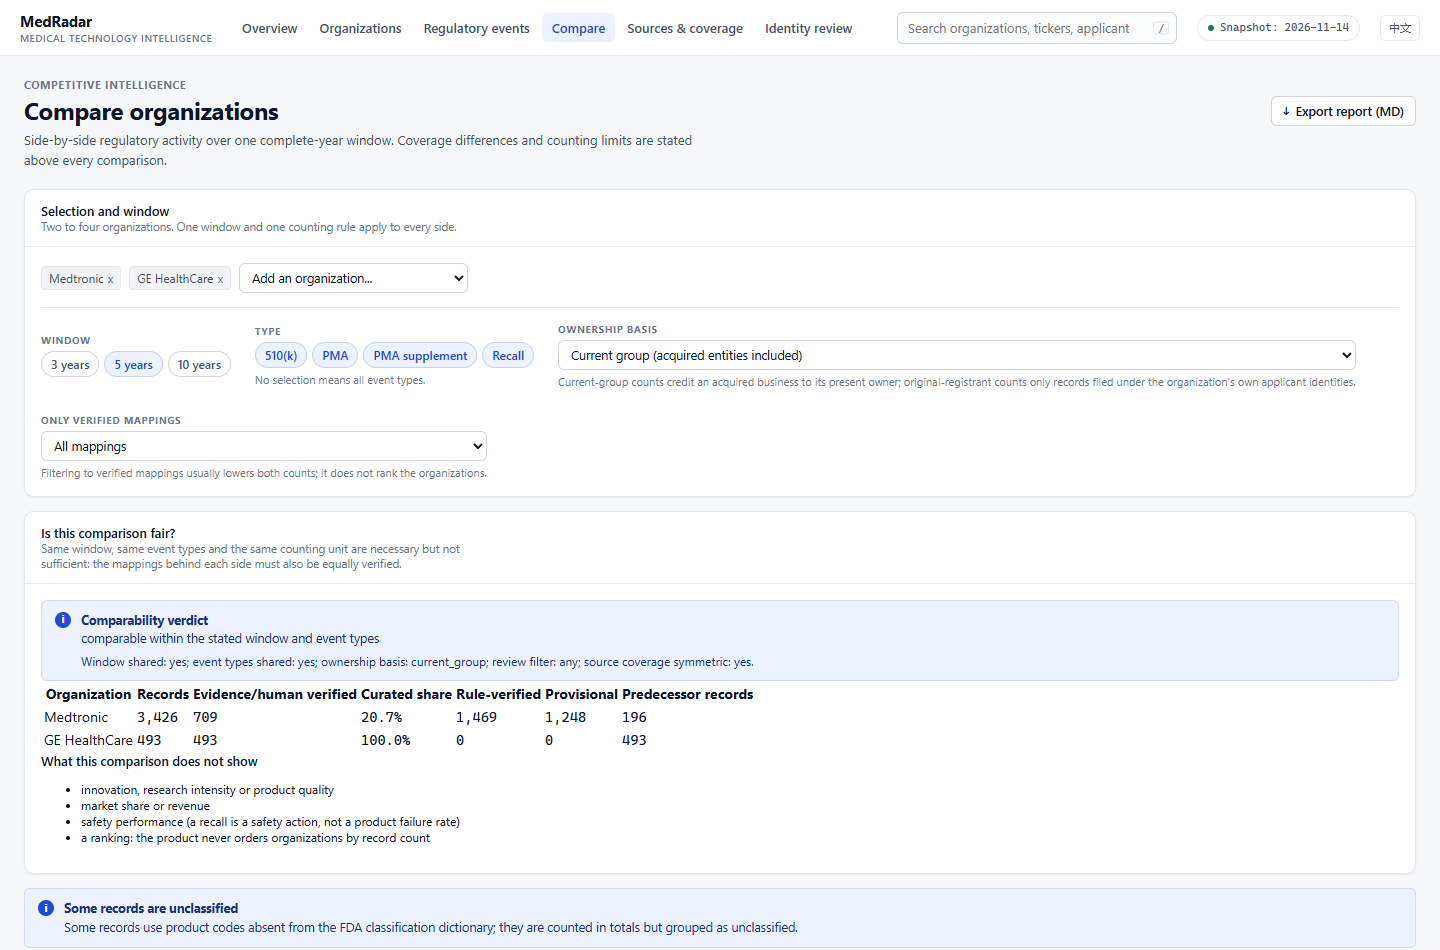 MedRadar
MEDICAL TECHNOLOGY INTELLIGENCE
Overview
Organizations
Regulatory events
Compare
Sources & coverage
Identity review
Search organizations, tickers, applicant
/
Snapshot: 2026-11-14
中文
COMPETITIVE INTELLIGENCE
Compare organizations
Side-by-side regulatory activity over one complete-year window. Coverage differences and counting limits are stated
above every comparison.
↓ Export report (MD)
Selection and window
Two to four organizations. One window and one counting rule apply to every side.
Medtronic x
GE HealthCare x
Add an organization...
WINDOW
3 years
5 years
10 years
TYPE
510(k)
PMA
PMA supplement
Recall
No selection means all event types.
OWNERSHIP BASIS
Current group (acquired entities included)
Current-group counts credit an acquired business to its present owner; original-registrant counts only records filed under the organization's own applicant identities.
ONLY VERIFIED MAPPINGS
All mappings
Filtering to verified mappings usually lowers both counts; it does not rank the organizations.
Is this comparison fair?
Same window, same event types and the same counting unit are necessary but not
sufficient: the mappings behind each side must also be equally verified.
i
Comparability verdict
comparable within the stated window and event types
Window shared: yes; event types shared: yes; ownership basis: current_group; review filter: any; source coverage symmetric: yes.
Organization Records Evidence/human verified Curated share Rule-verified Provisional Predecessor records
Medtronic 3,426 709 20.7% 1,469 1,248 196
GE HealthCare 493 493 100.0% 0 0 493
What this comparison does not show
• innovation, research intensity or product quality
• market share or revenue
• safety performance (a recall is a safety action, not a product failure rate)
• a ranking: the product never orders organizations by record count
i
Some records are unclassified
Some records use product codes absent from the FDA classification dictionary; they are counted in totals but grouped as unclassified.